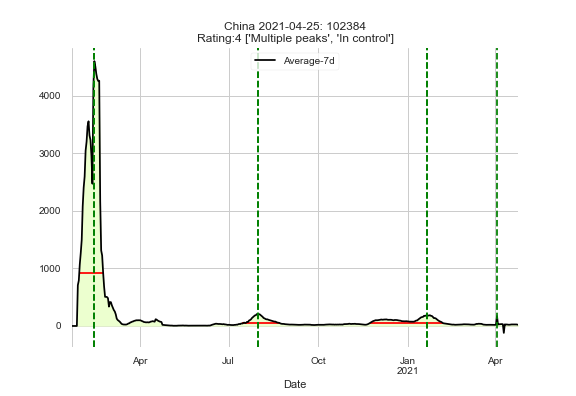 China 2021-04-25: 102384
Rating:4 ['Multiple peaks', 'In control']
Average-7d
4000
3000
2000
1000
0
Apr
Jul
Oct
Jan
2021
Apr
Date